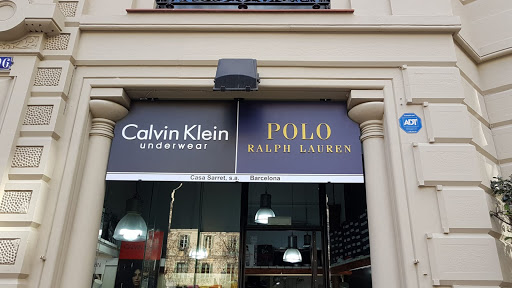 Calvin Klein
underwear
POLO
RALPH LAUREN
Casa Sarret, s.a. Barcelona
ADT